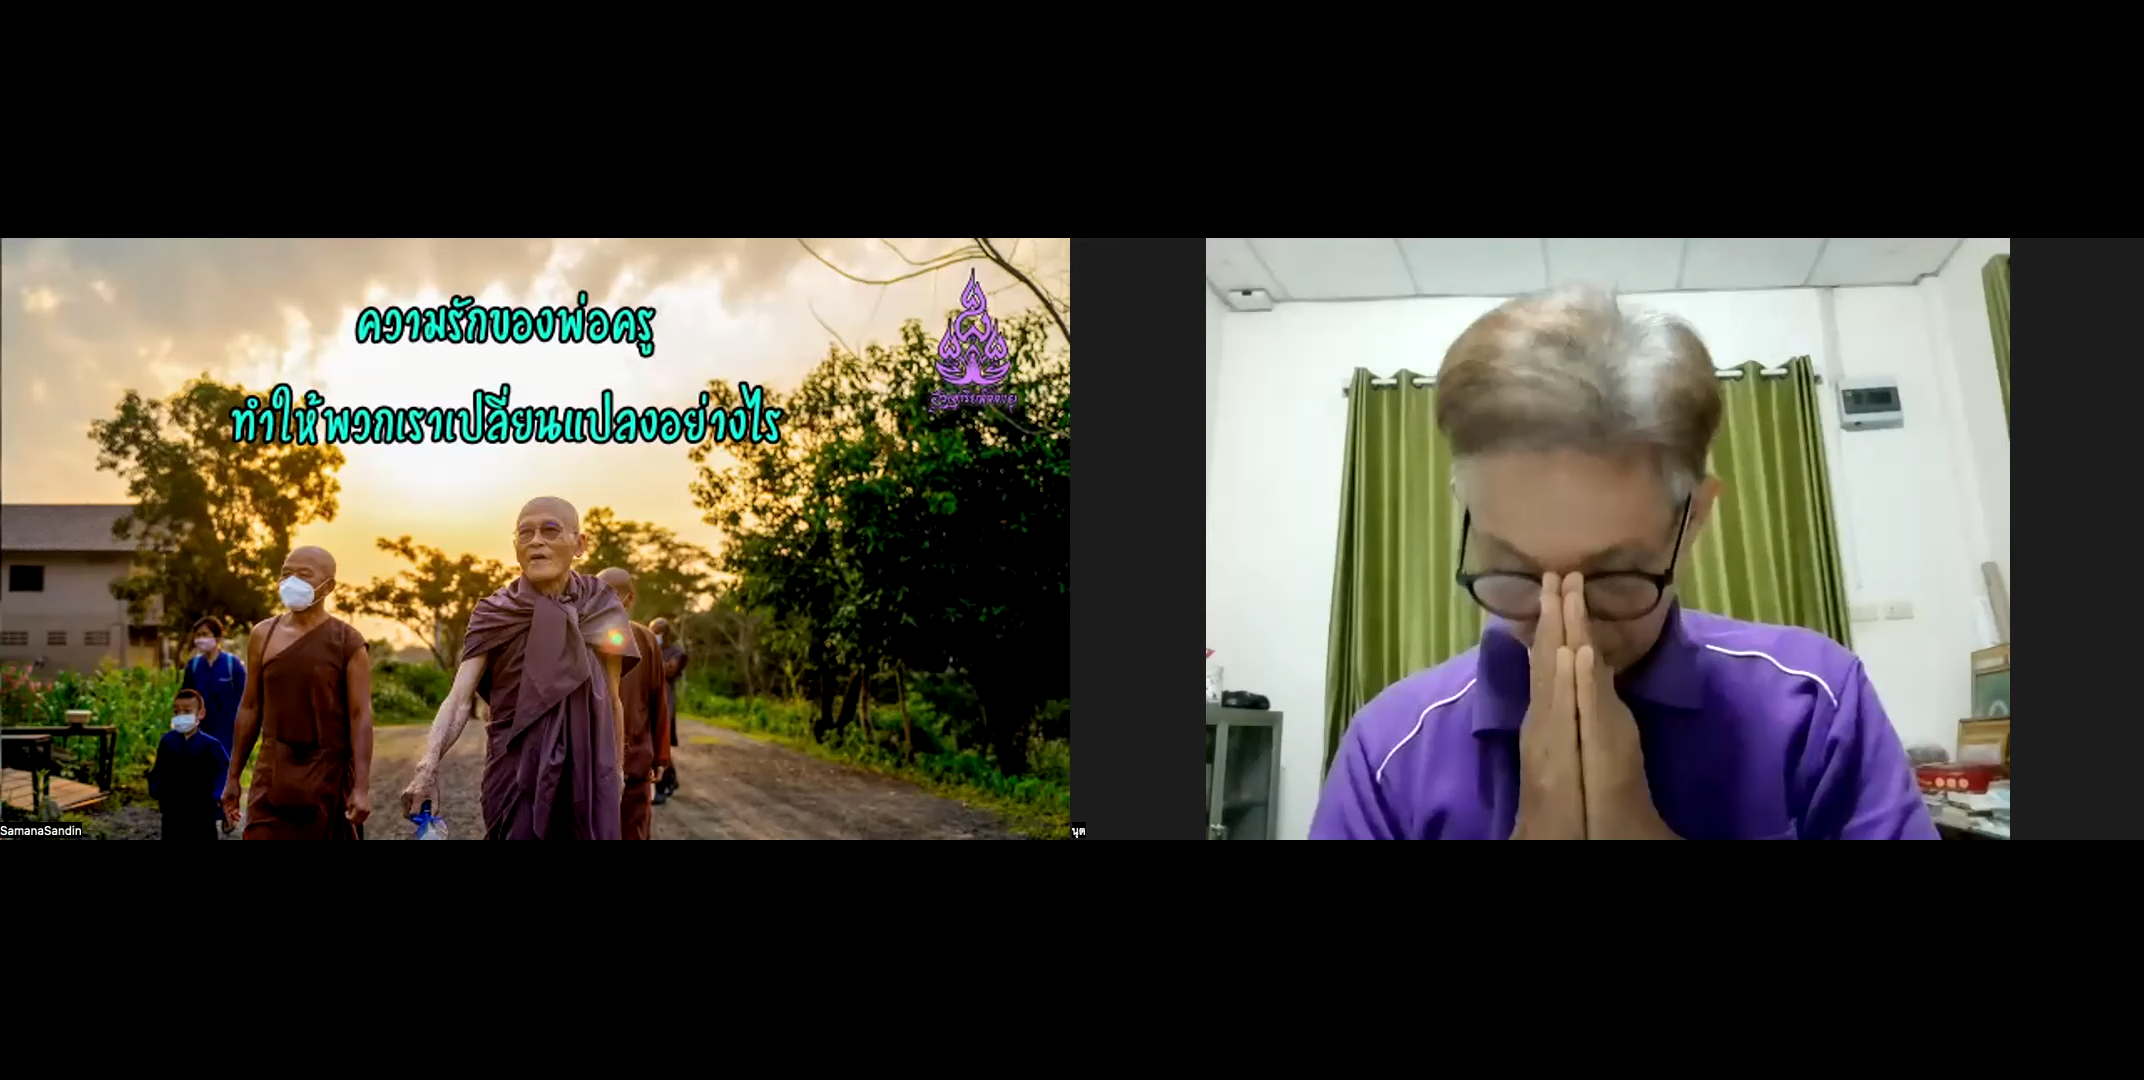 ความรักของพ่อครู
ทำให้พวกเราเปลี่ยนแปลงอย่างไร
SamanaSandin
นุต